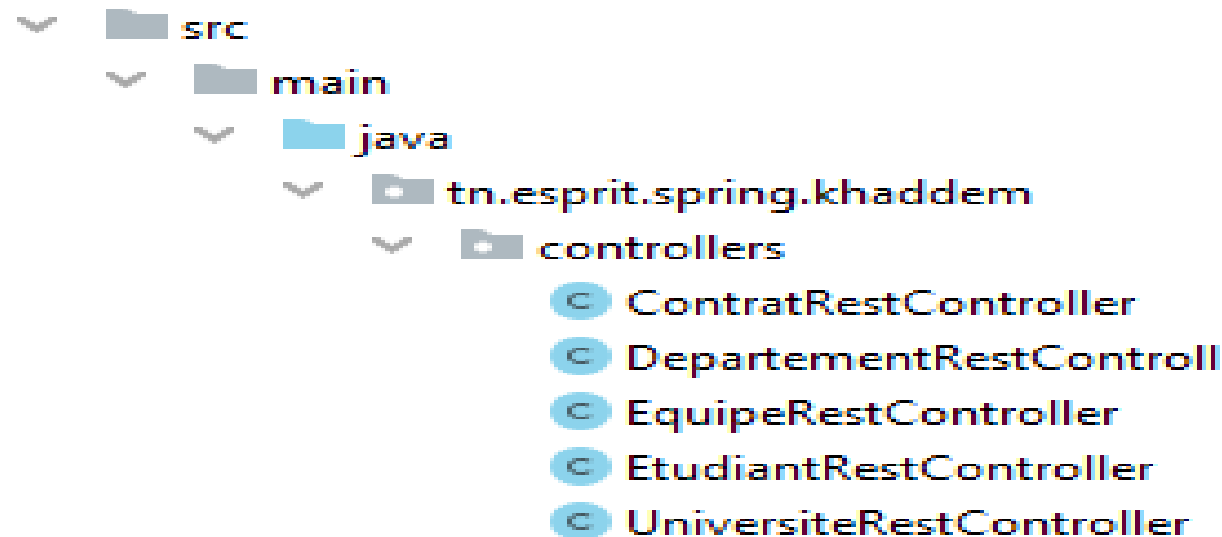 src
main
java
tn.esprit.spring.khaddem
controllers
C ContratRestController
C DepartementRestControll
C EquipeRestController
C EtudiantRestController
C UniversiteRestController